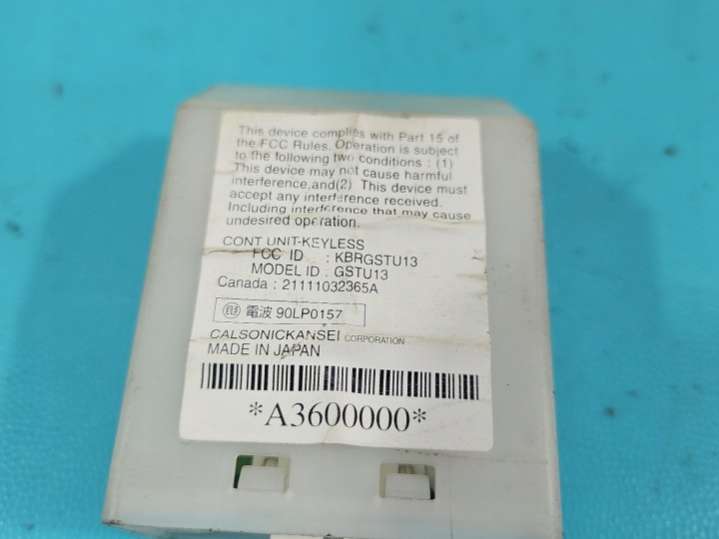 This device complies with Part 15 of
the FCC Rules. Operation is subject
to the following two conditions : (1)
This device may not cause harmful
interference,and(2) This device must
accept any interference received.
Including interference that may cause
undesired operation.
CONT UNIT-KEYLESS
FCC ID : KBRGSTU13
MODEL ID : GSTU13
Canada : 21111032365A
電波 90LP0157
CALSONICKANSEI CORPORATION
MADE IN JAPAN
*A3600000*